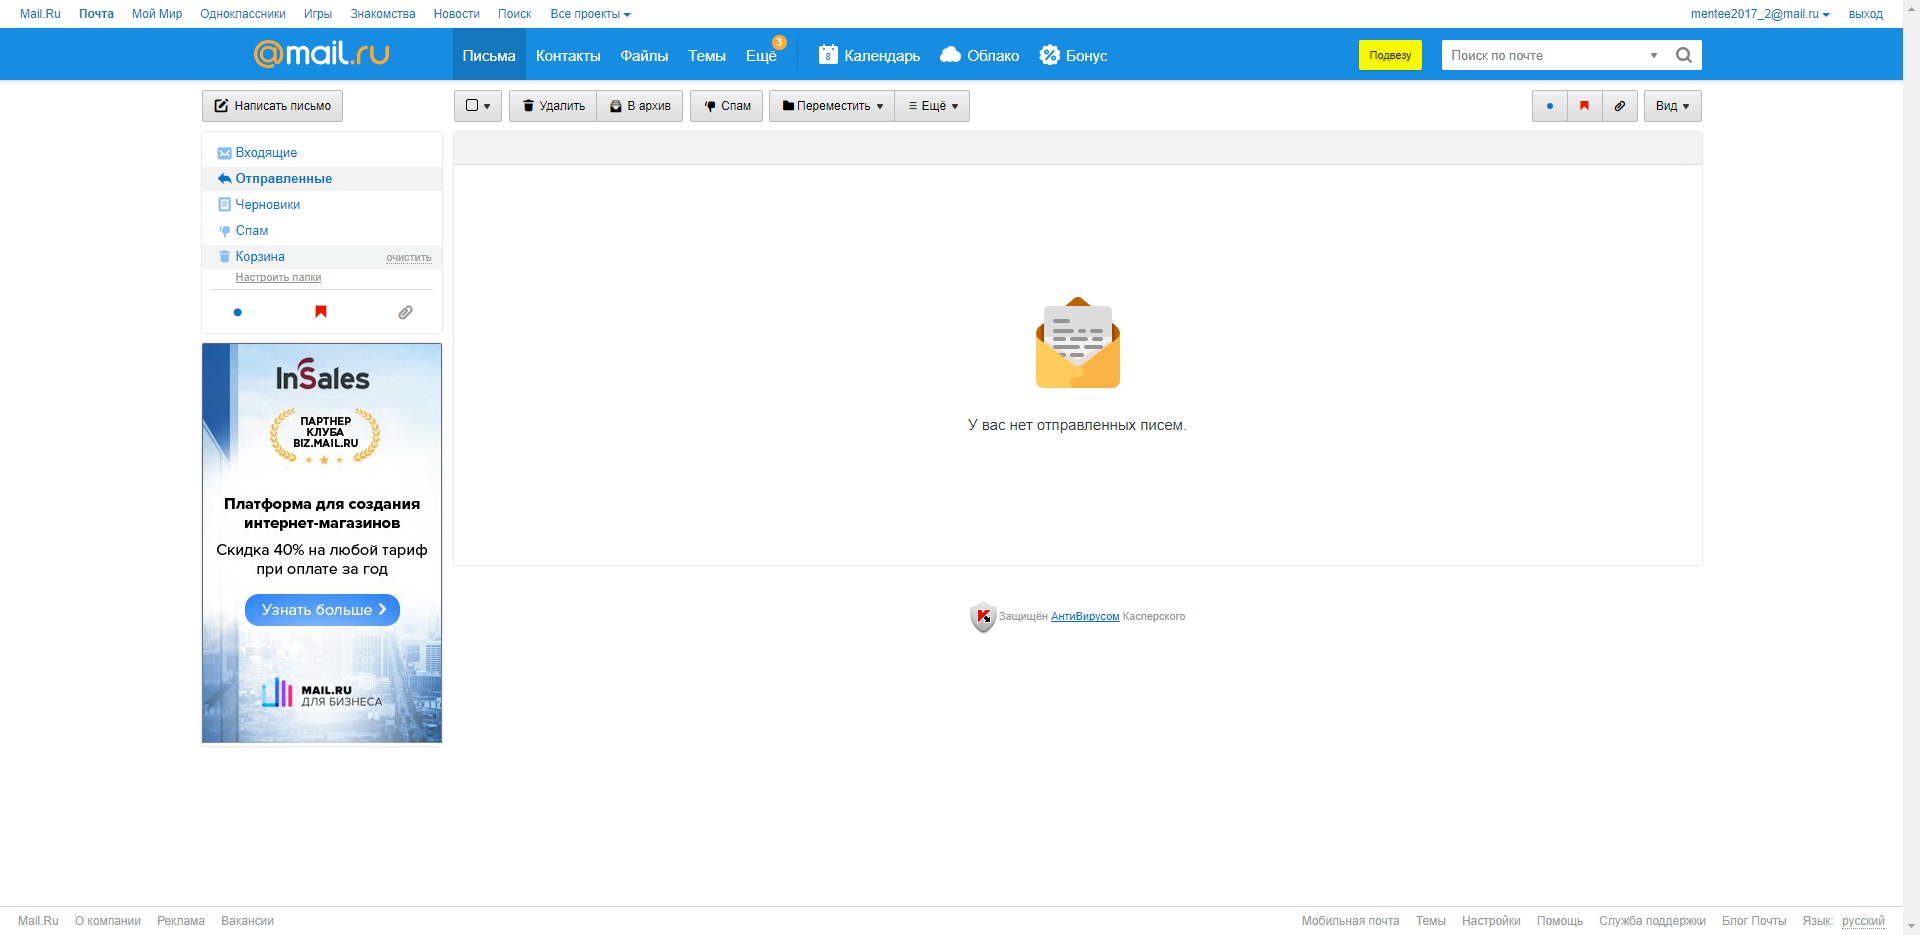 Mail.Ru Почта Мой Мир Одноклассники Игры Знакомства Новости Поиск Все проекты mentee2017_2@mail.ru выход
@mail.ru Письма Контакты Файлы Темы Ещё 3 8 Календарь Облако Бонус Подвезу Поиск по почте
Написать письмо Удалить В архив Спам Переместить Ещё Вид
Входящие
Отправленные
Черновики
Спам
Корзина очистить
Настроить папки
InSales
ПАРТНЕР
КЛУБА
BIZ.MAIL.RU
Платформа для создания
интернет-магазинов
Скидка 40% на любой тариф
при оплате за год
Узнать больше
MAIL.RU
ДЛЯ БИЗНЕСА
У вас нет отправленных писем.
Защищён АнтиВирусом Касперского
Mail.Ru О компании Реклама Вакансии Мобильная почта Темы Настройки Помощь Служба поддержки Блог Почты Язык: русский